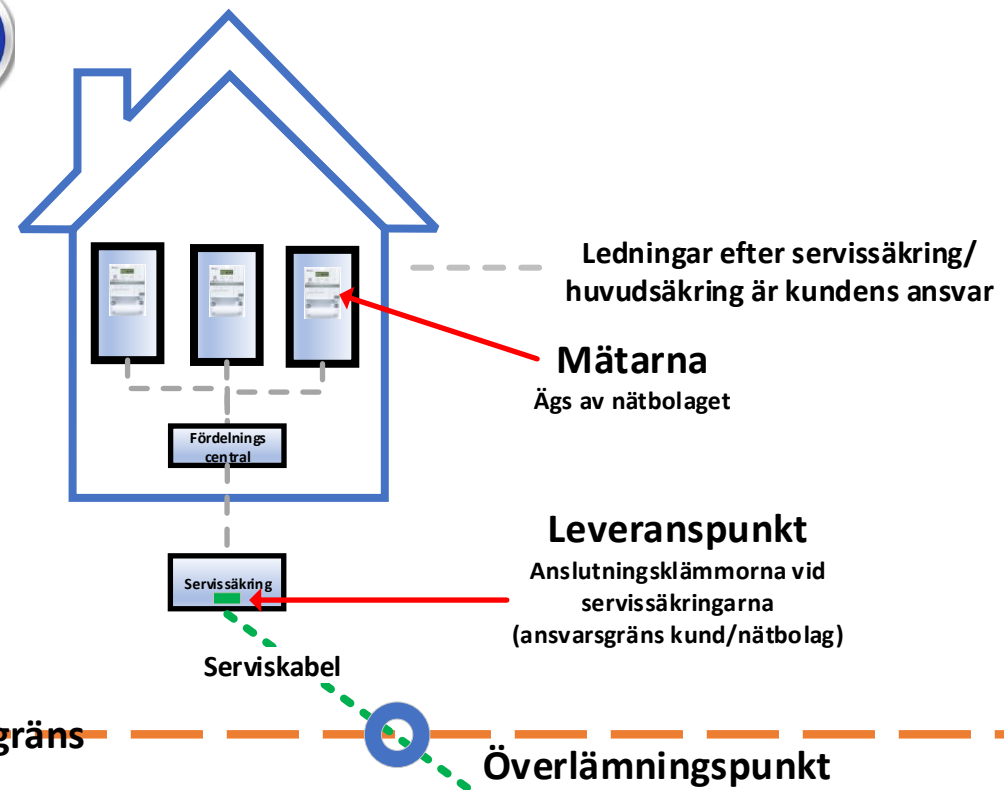 Ledningar efter servissäkring/
huvudsäkring är kundens ansvar
Mätarna
Ägs av nätbolaget
Fördelnings
central
Leveranspunkt
Anslutningsklämmorna vid
servissäkringarna
(ansvarsgräns kund/nätbolag)
Servissäkring
Serviskabel
gräns
Överlämningspunkt